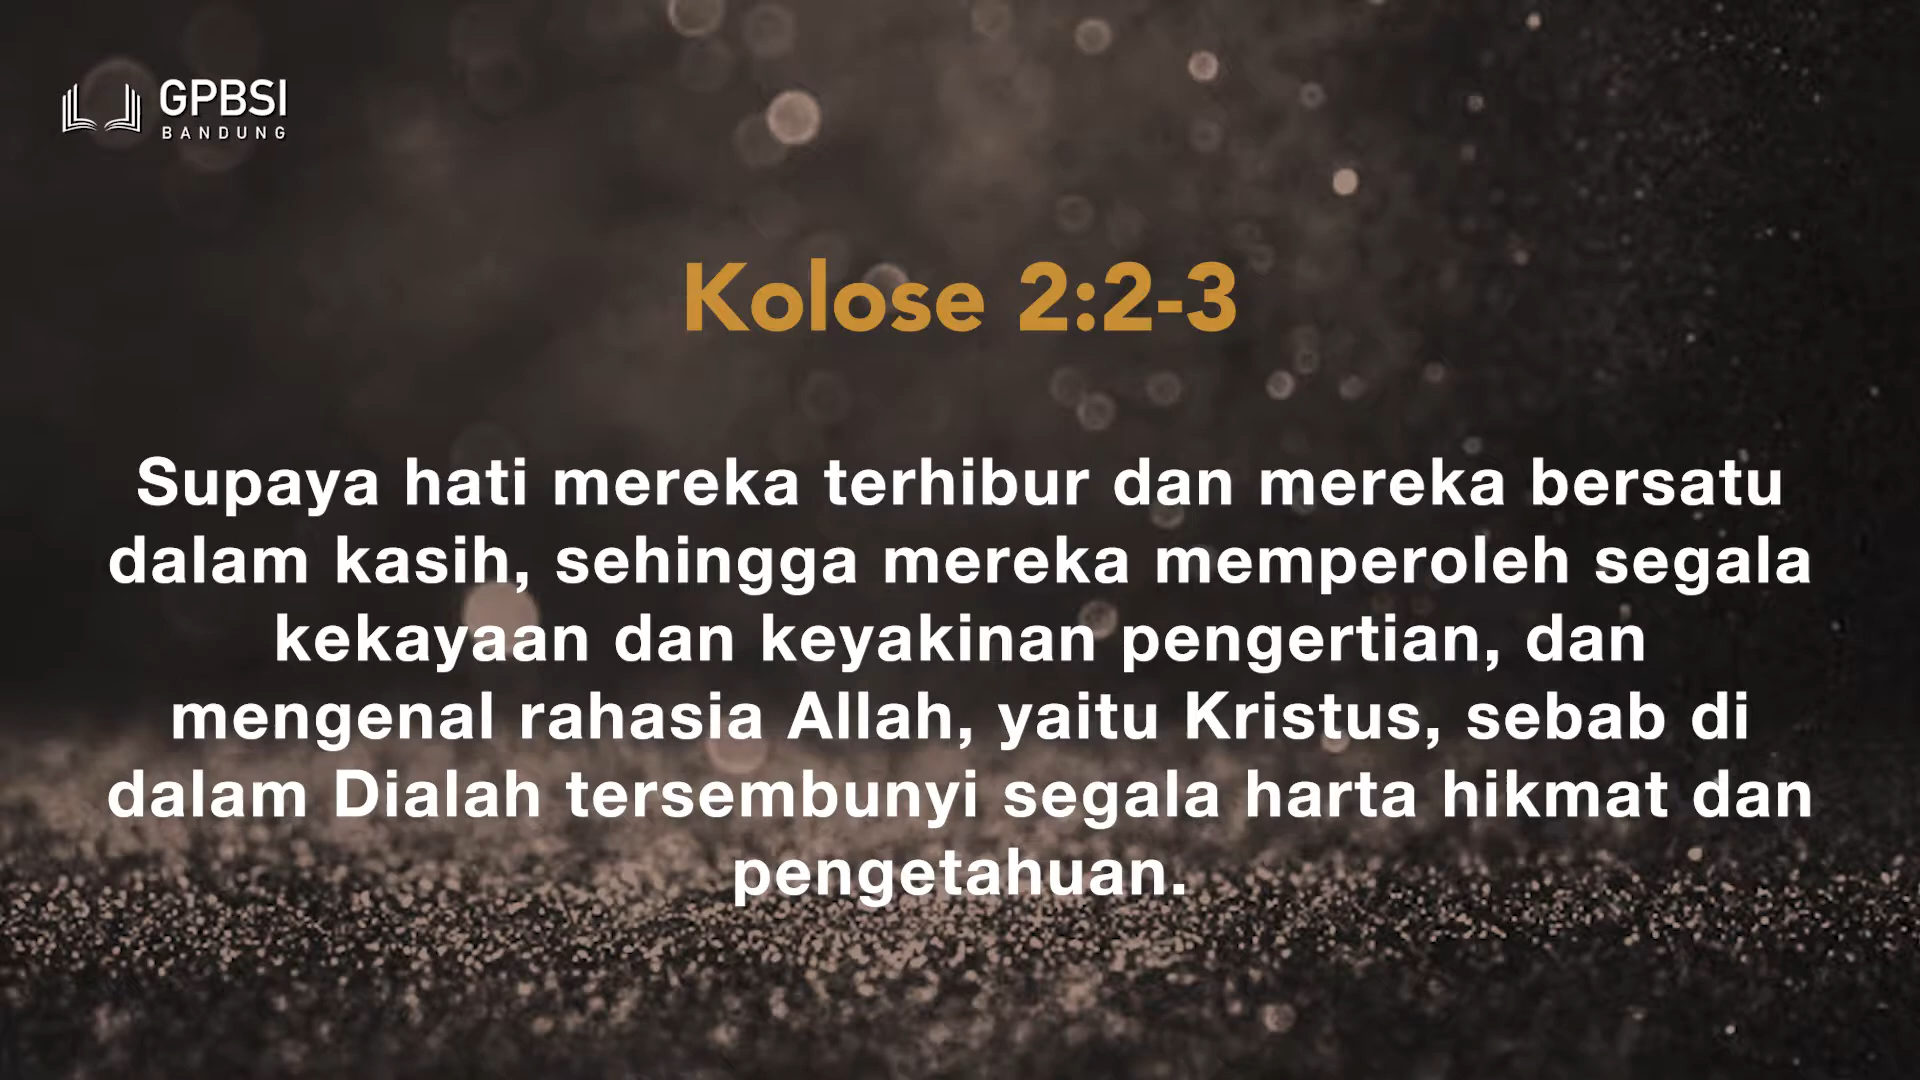 GPBSI
BANDUNG
Kolose 2:2-3
Supaya hati mereka terhibur dan mereka bersatu
dalam kasih, sehingga mereka memperoleh segala
kekayaan dan keyakinan pengertian, dan
mengenal rahasia Allah, yaitu Kristus, sebab di
dalam Dialah tersembunyi segala harta hikmat dan
pengetahuan.